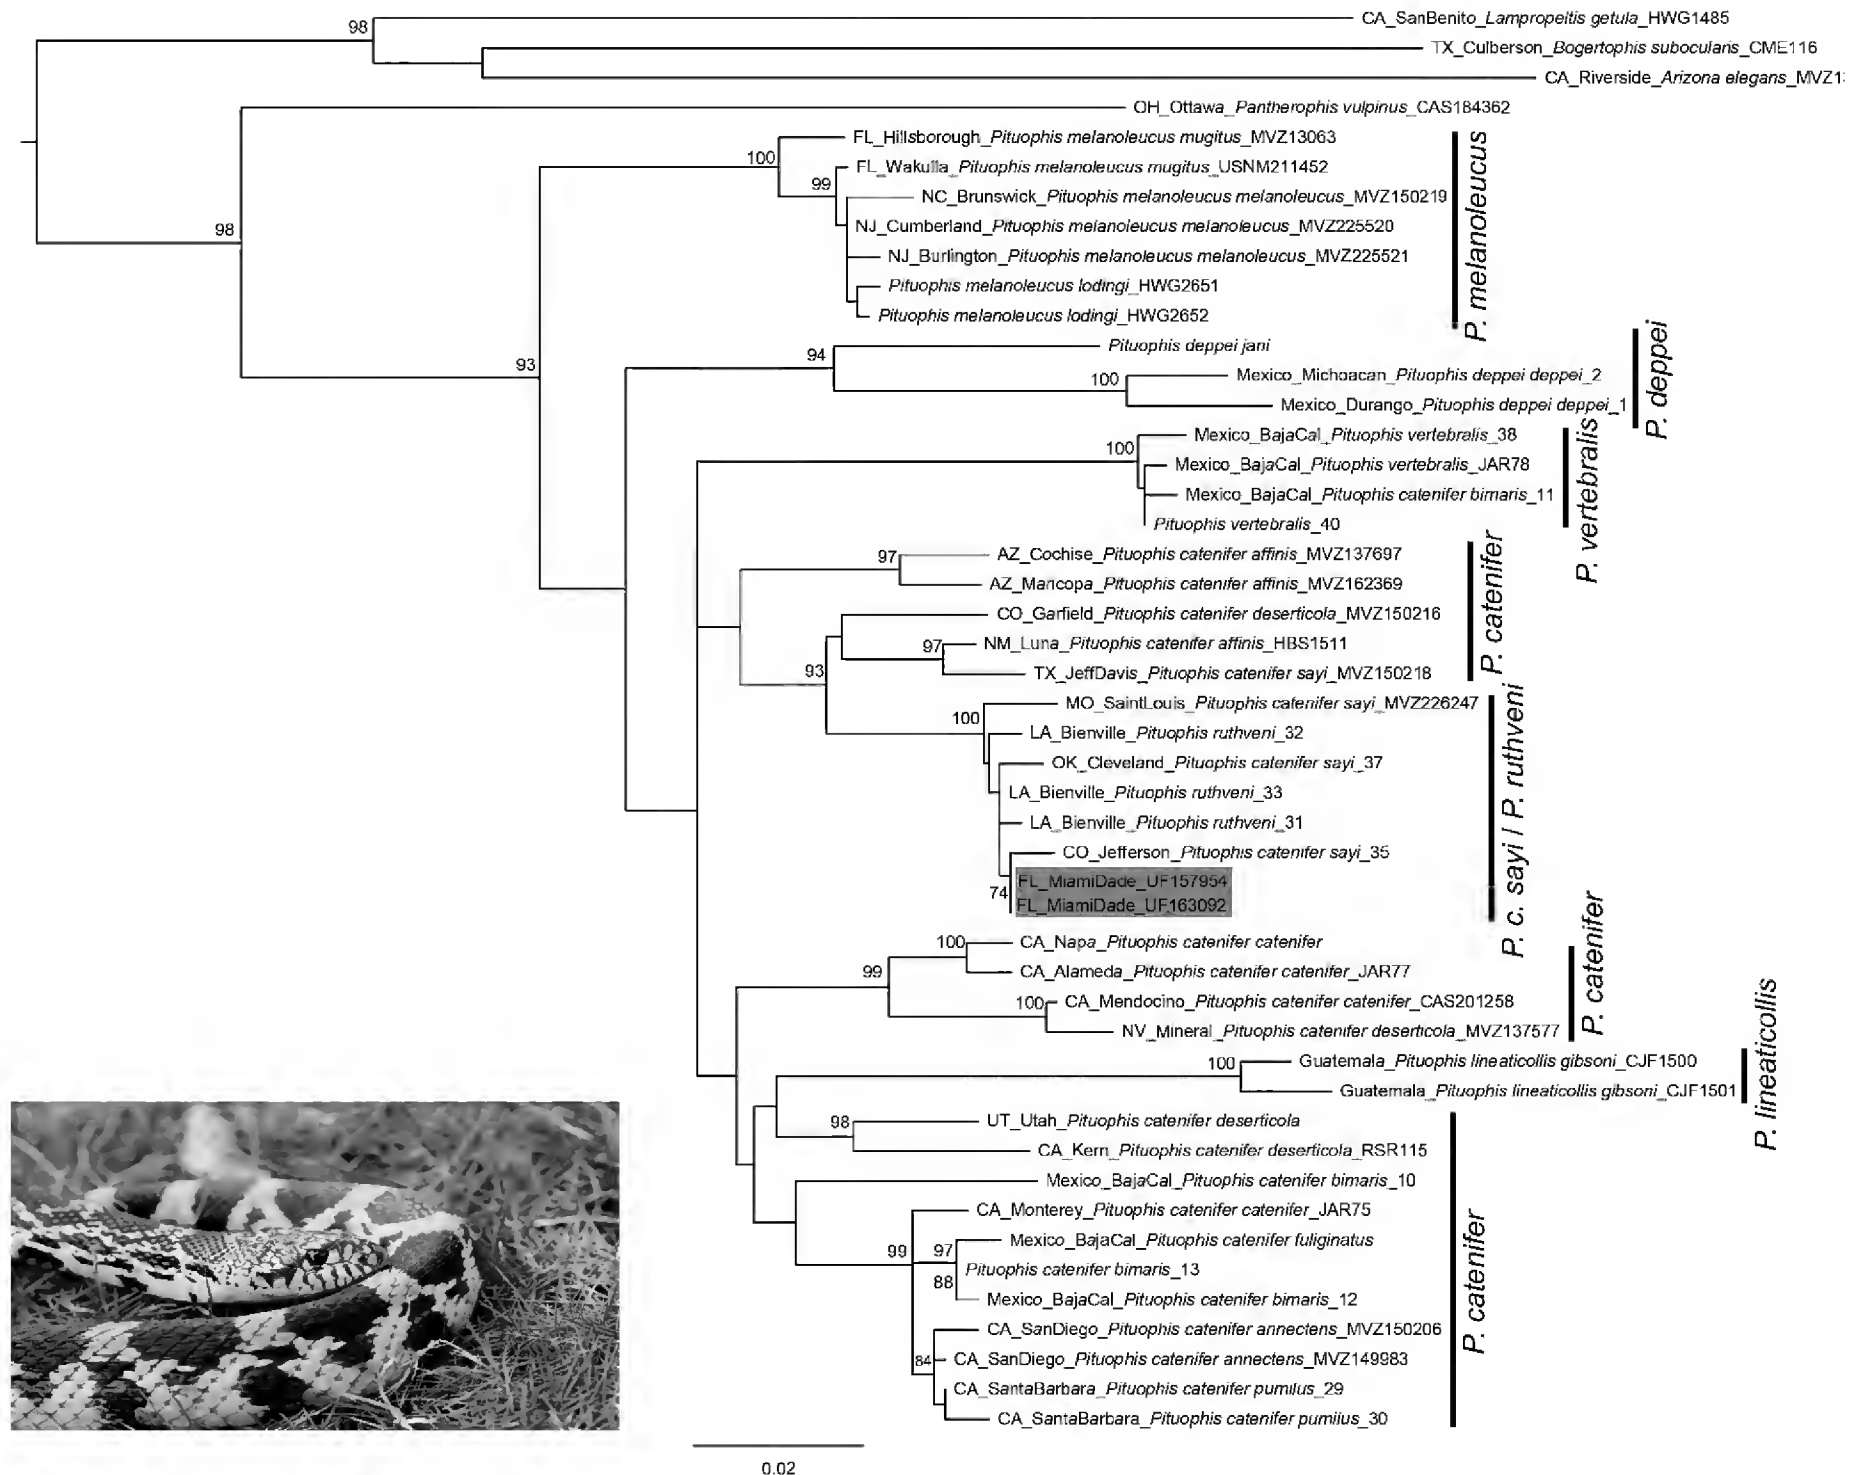 98
CA_SanBenito_Lampropeltis getula_HWG1485
TX_Culberson_Bogertophis subocularis_CME116
CA_Riverside_Arizona elegans_MVZ1
OH_Ottawa_Pantherophis vulpinus_CAS184362
FL_Hillsborough_Pituophis melanoleucus mugitus_MVZ13063
100
FL_Wakulla_Pituophis melanoleucus mugitus_USNM211452
99
NC_Brunswick_Pituophis melanoleucus melanoleucus_MVZ150219
NJ_Cumberland_Pituophis melanoleucus melanoleucus_MVZ225520
98
NJ_Burlington_Pituophis melanoleucus melanoleucus_MVZ225521
Pituophis melanoleucus lodingi_HWG2651
Pituophis melanoleucus lodingi_HWG2652
P. melanoleucus
Pituophis deppei jani
94
93
Mexico_Michoacan_Pituophis deppei deppei_2
100
Mexico_Durango_Pituophis deppei deppei_1
P. deppei
Mexico_BajaCal_Pituophis vertebralis_38
100
Mexico_BajaCal_Pituophis vertebralis_JAR78
Mexico_BajaCal_Pituophis catenifer bimaris_11
Pituophis vertebralis_40
P. vertebralis
AZ_Cochise_Pituophis catenifer affinis_MVZ137697
97
AZ_Maricopa_Pituophis catenifer affinis_MVZ162369
CO_Garfield_Pituophis catenifer deserticola_MVZ150216
NM_Luna_Pituophis catenifer affinis_HBS1511
97
TX_JeffDavis_Pituophis catenifer sayi_MVZ150218
93
P. catenifer
MO_SaintLouis_Pituophis catenifer sayi_MVZ226247
100
LA_Bienville_Pituophis ruthveni_32
OK_Cleveland_Pituophis catenifer sayi_37
LA_Bienville_Pituophis ruthveni_33
LA_Bienville_Pituophis ruthveni_31
CO_Jefferson_Pituophis catenifer sayi_35
FL_MiamiDade_UF157954
74
FL_MiamiDade_UF163092
P. c. sayi / P. ruthveni
CA_Napa_Pituophis catenifer catenifer
100
CA_Alameda_Pituophis catenifer catenifer_JAR77
99
CA_Mendocino_Pituophis catenifer catenifer_CAS201258
100
NV_Mineral_Pituophis catenifer deserticola_MVZ137577
P. catenifer
Guatemala_Pituophis lineaticollis gibsoni_CJF1500
100
Guatemala_Pituophis lineaticollis gibsoni_CJF1501
P. lineaticollis
UT_Utah_Pituophis catenifer deserticola
98
CA_Kern_Pituophis catenifer deserticola_RSR115
Mexico_BajaCal_Pituophis catenifer bimaris_10
CA_Monterey_Pituophis catenifer catenifer_JAR75
Mexico_BajaCal_Pituophis catenifer fuliginatus
99
97
Pituophis catenifer bimaris_13
88
Mexico_BajaCal_Pituophis catenifer bimaris_12
CA_SanDiego_Pituophis catenifer annectens_MVZ150206
84
CA_SanDiego_Pituophis catenifer annectens_MVZ149983
CA_SantaBarbara_Pituophis catenifer pumilus_29
CA_SantaBarbara_Pituophis catenifer pumilus_30
P. catenifer
0.02